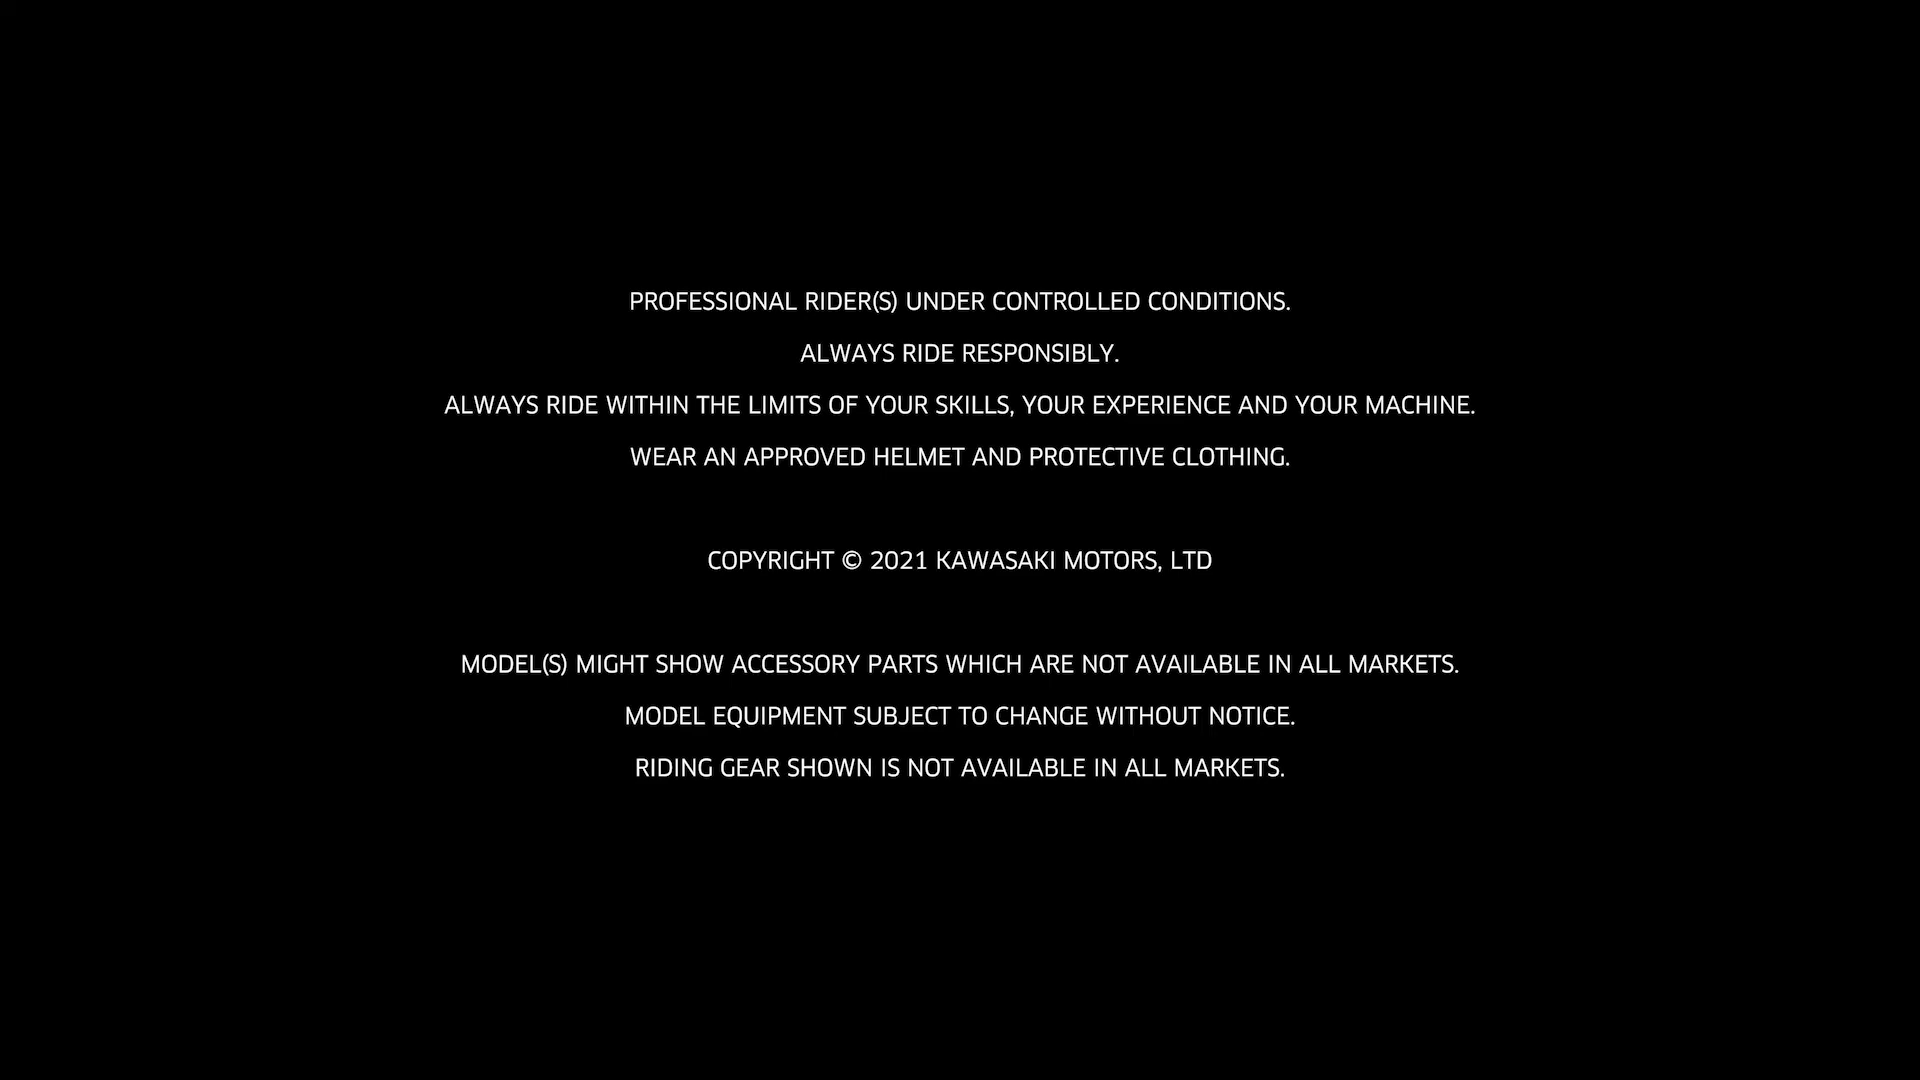 PROFESSIONAL RIDER(S) UNDER CONTROLLED CONDITIONS.
ALWAYS RIDE RESPONSIBLY.
ALWAYS RIDE WITHIN THE LIMITS OF YOUR SKILLS, YOUR EXPERIENCE AND YOUR MACHINE.
WEAR AN APPROVED HELMET AND PROTECTIVE CLOTHING.
COPYRIGHT © 2021 KAWASAKI MOTORS, LTD
MODEL(S) MIGHT SHOW ACCESSORY PARTS WHICH ARE NOT AVAILABLE IN ALL MARKETS.
MODEL EQUIPMENT SUBJECT TO CHANGE WITHOUT NOTICE.
RIDING GEAR SHOWN IS NOT AVAILABLE IN ALL MARKETS.